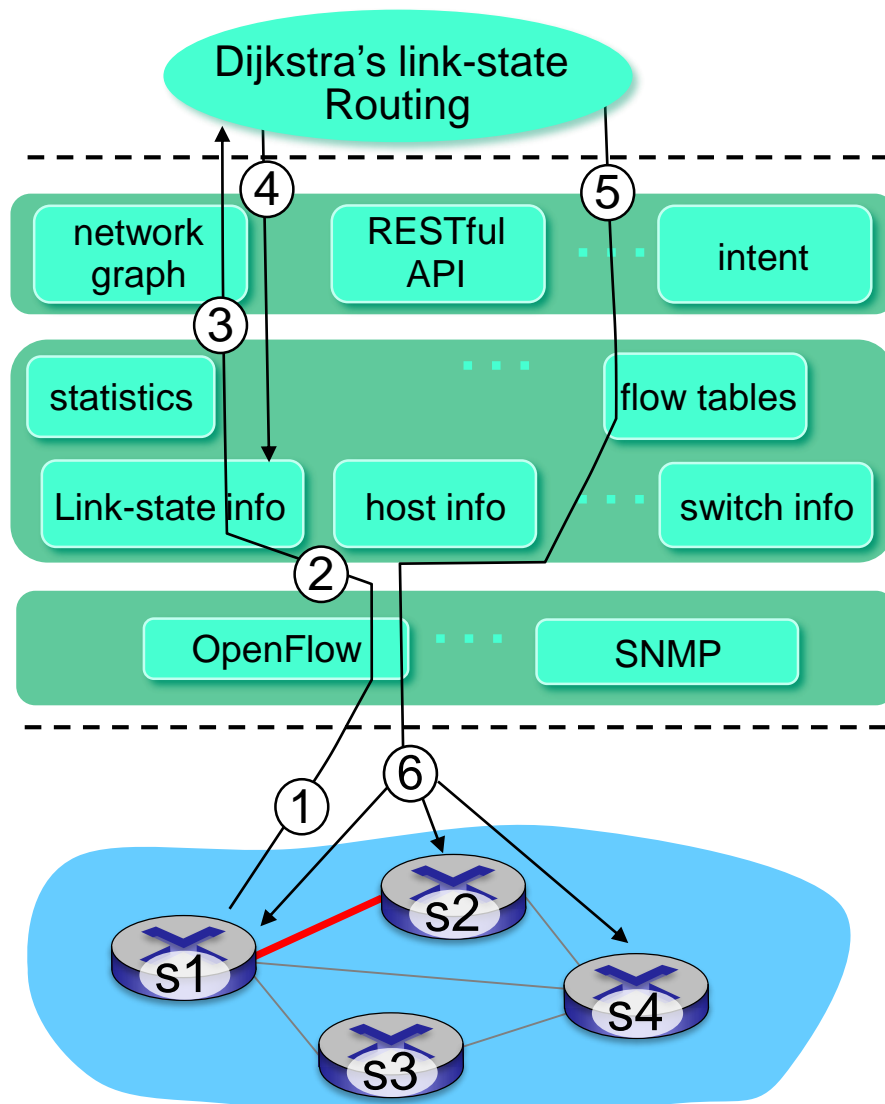 Dijkstra's link-state
Routing
4
5
network
graph
RESTful
API
intent
3
statistics
flow tables
Link-state info
host info
switch info
2
OpenFlow
SNMP
1
6
s2
s1
s4
s3